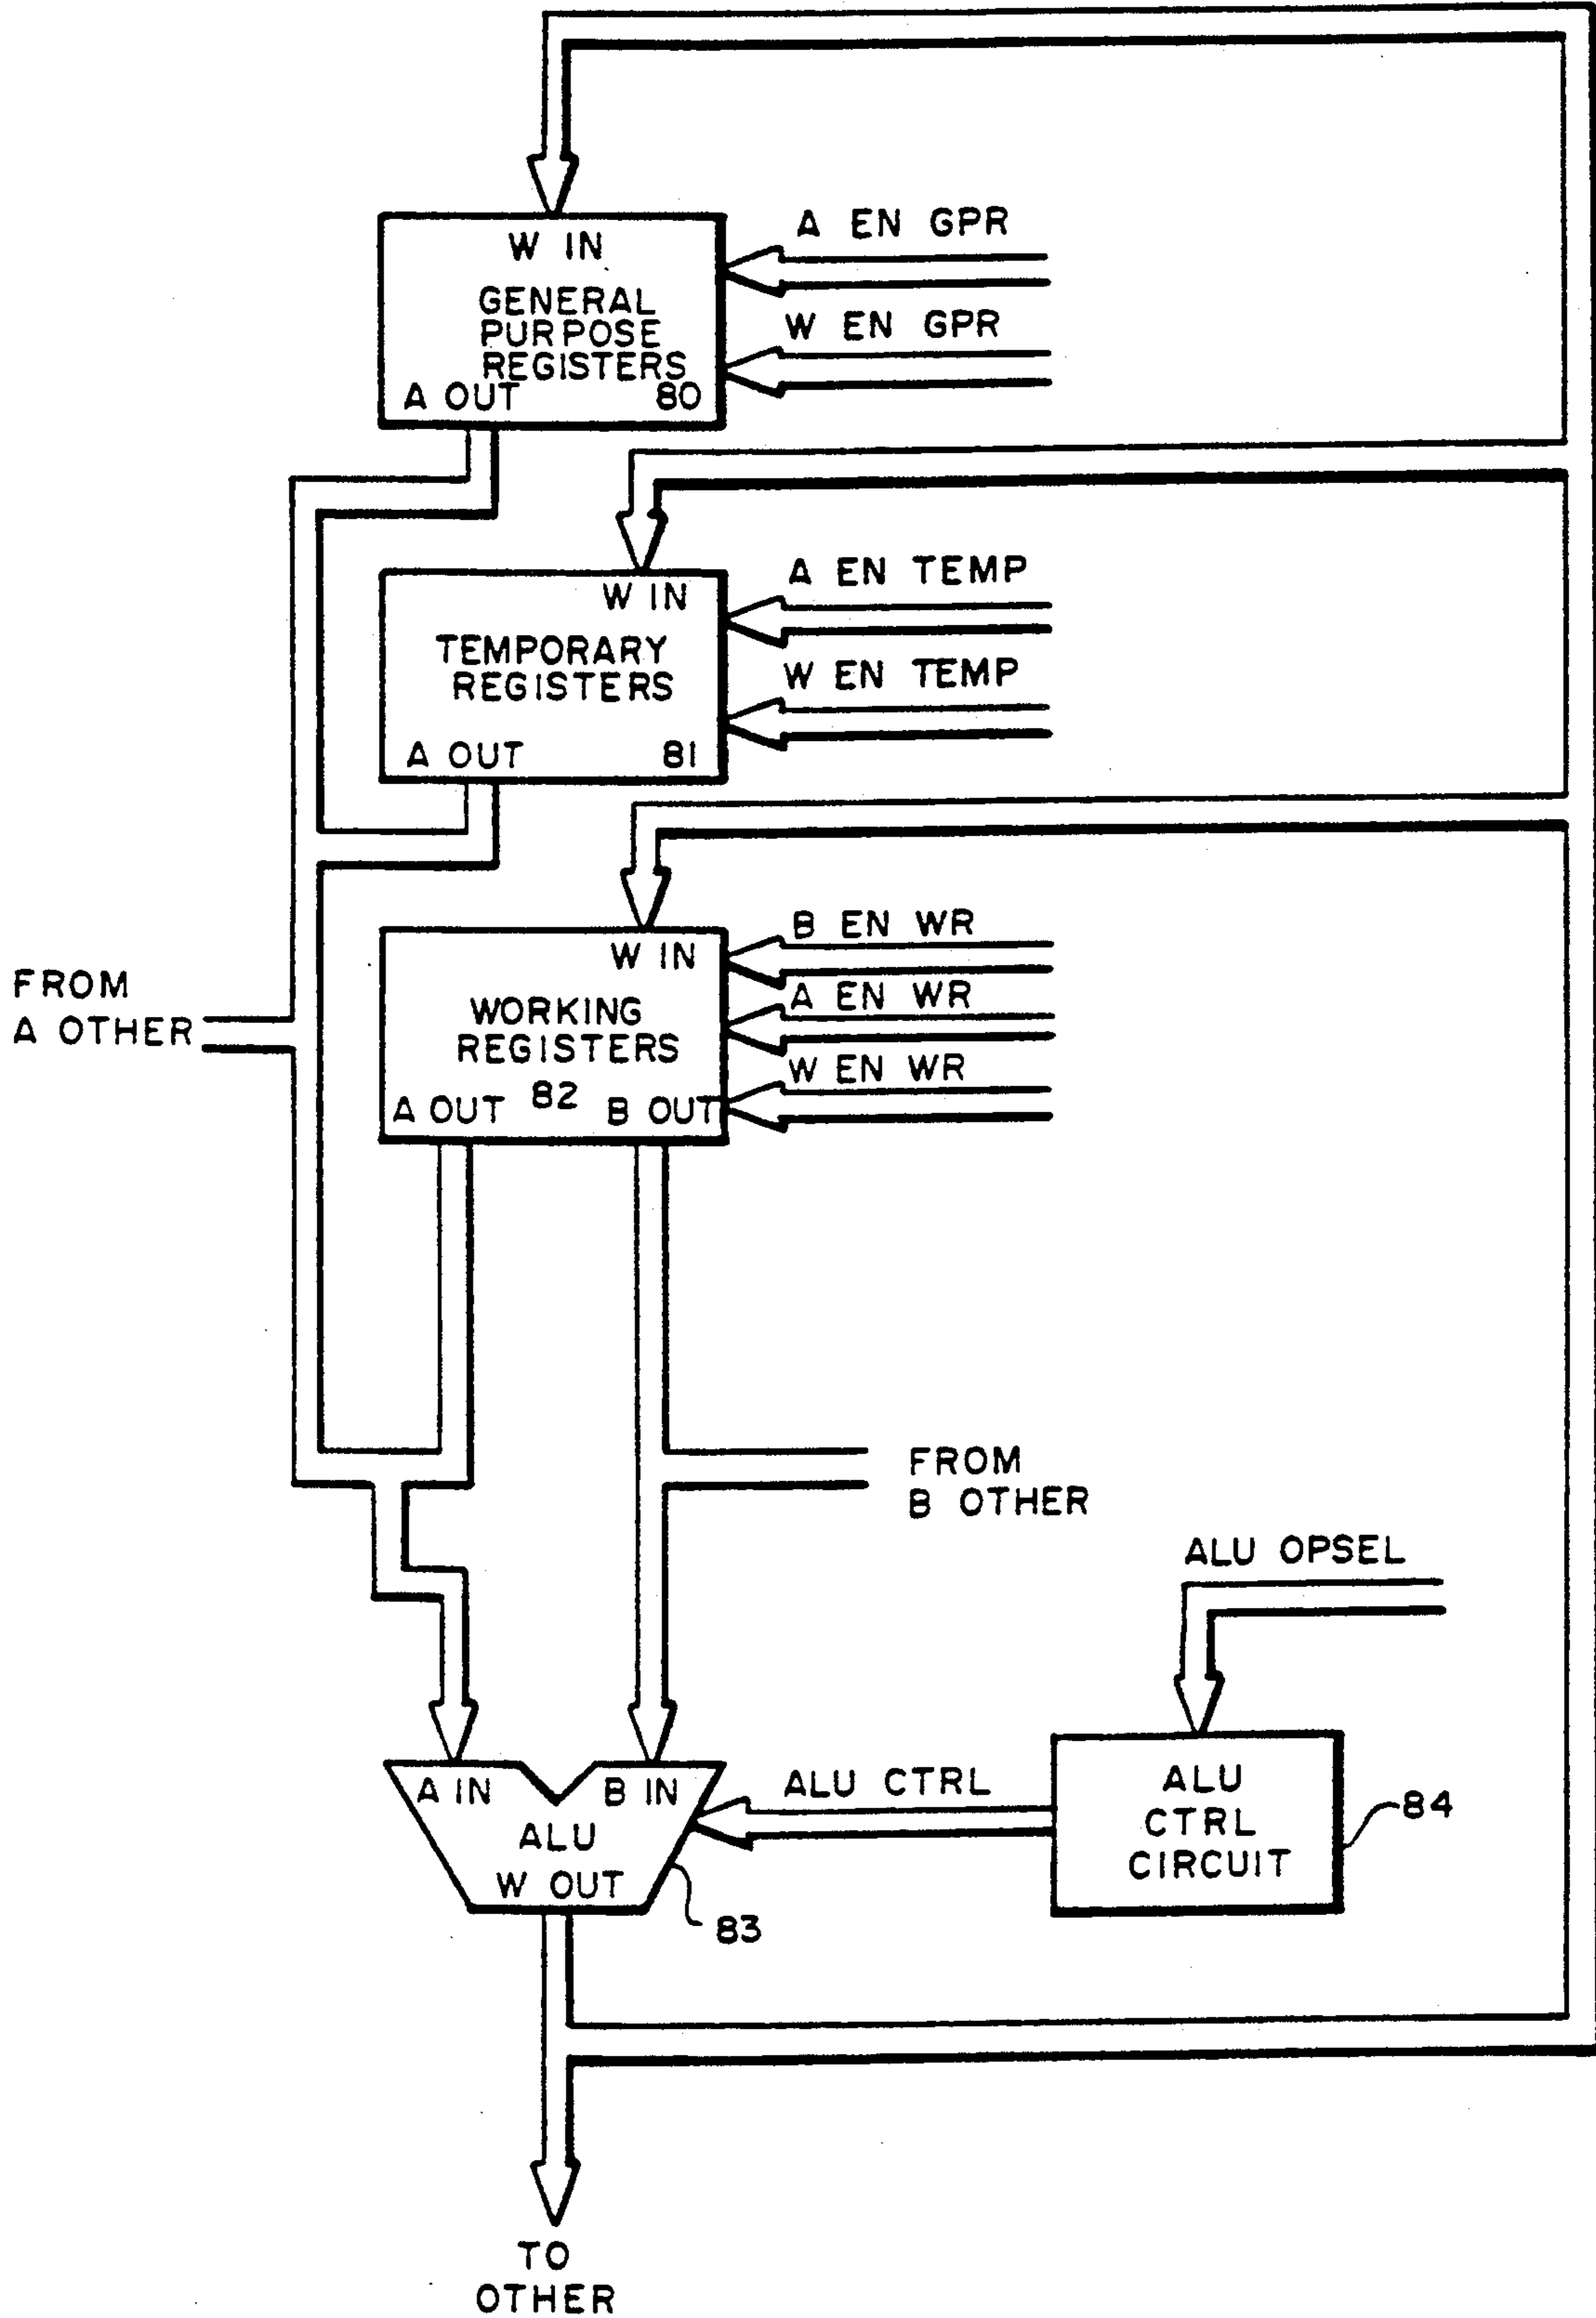 A EN GPR
W IN
GENERAL
PURPOSE
REGISTERS
W EN GPR
A OUT 80
A EN TEMP
W IN
TEMPORARY
REGISTERS
W EN TEMP
A OUT 81
B EN WR
W IN
FROM
A OTHER
A EN WR
WORKING
REGISTERS
W EN WR
A OUT 82 B OUT
FROM
B OTHER
ALU OPSEL
A IN B IN
ALU
W OUT
83
ALU CTRL
ALU
CTRL
CIRCUIT
84
TO
OTHER